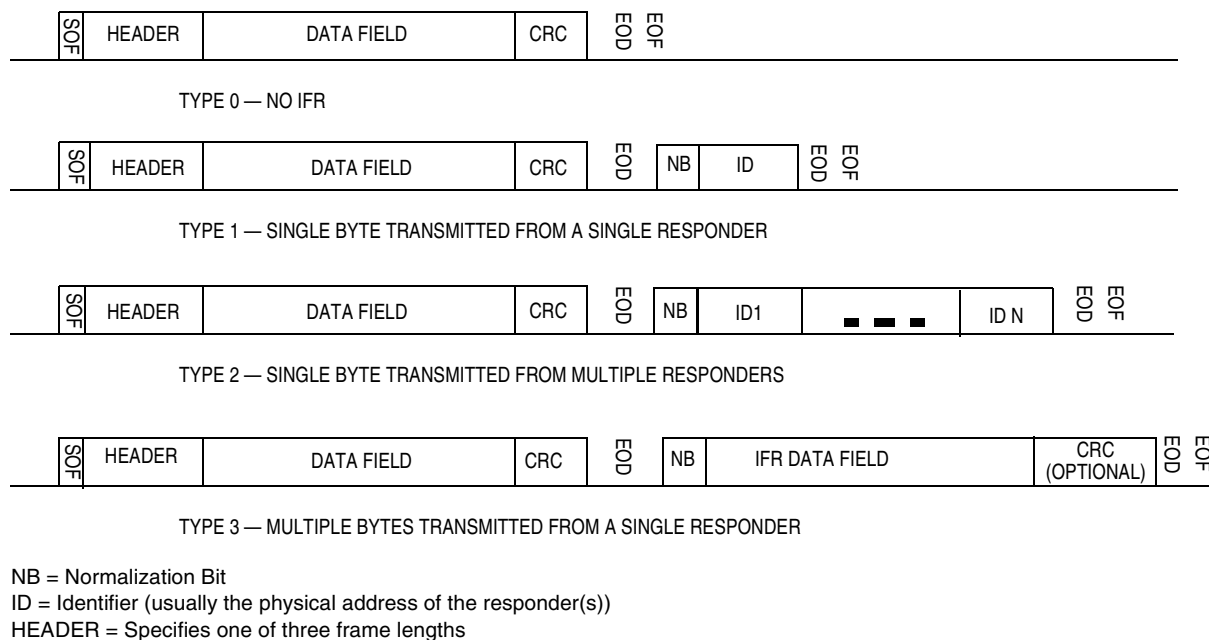 SOF HEADER DATA FIELD CRC EOD EOF
TYPE 0 — NO IFR
SOF HEADER DATA FIELD CRC EOD NB ID EOD EOF
TYPE 1 — SINGLE BYTE TRANSMITTED FROM A SINGLE RESPONDER
SOF HEADER DATA FIELD CRC EOD NB ID1 ID N EOD EOF
TYPE 2 — SINGLE BYTE TRANSMITTED FROM MULTIPLE RESPONDERS
SOF HEADER DATA FIELD CRC EOD NB IFR DATA FIELD CRC (OPTIONAL) EOD EOF
TYPE 3 — MULTIPLE BYTES TRANSMITTED FROM A SINGLE RESPONDER
NB = Normalization Bit
ID = Identifier (usually the physical address of the responder(s))
HEADER = Specifies one of three frame lengths